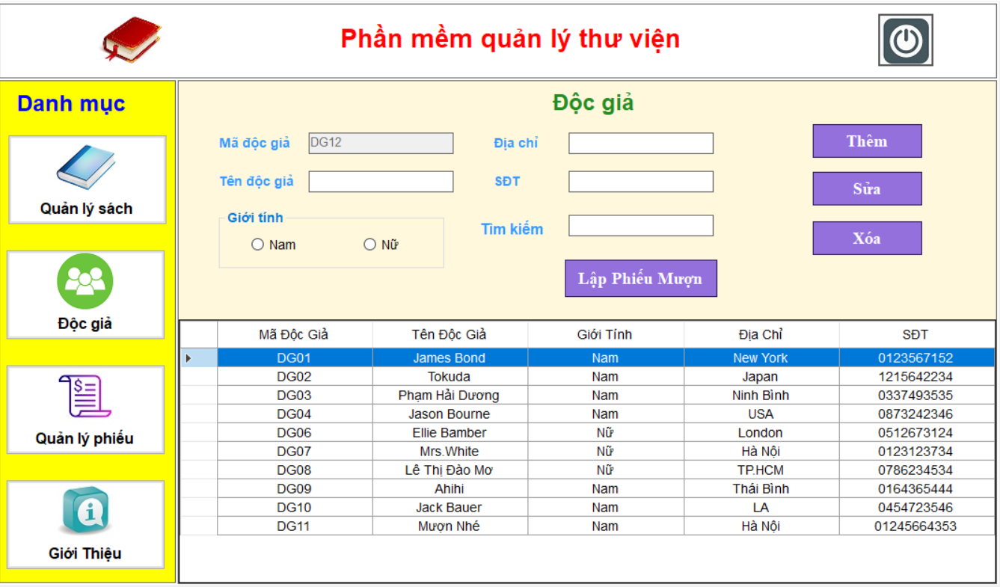 Phần mềm quản lý thư viện
Danh mục
Quản lý sách
Độc giả
$
Quản lý phiếu
i
Giới Thiệu
Độc giả
Mã độc giả DG12 Địa chỉ Thêm
Tên độc giả SĐT Sửa
Giới tính
Nam Nữ
Tìm kiếm Xóa
Lập Phiếu Mượn
Mã Độc Giả Tên Độc Giả Giới Tính Địa Chỉ SĐT
DG01 James Bond Nam New York 0123567152
DG02 Tokuda Nam Japan 1215642234
DG03 Phạm Hải Dương Nam Ninh Bình 0337493535
DG04 Jason Bourne Nam USA 0873242346
DG06 Ellie Bamber Nữ London 0512673124
DG07 Mrs.White Nữ Hà Nội 0123123734
DG08 Lê Thị Đào Mơ Nữ TP.HCM 0786234534
DG09 Ahihi Nam Thái Bình 0164365444
DG10 Jack Bauer Nam LA 0454723546
DG11 Mượn Nhé Nam Hà Nội 01245664353